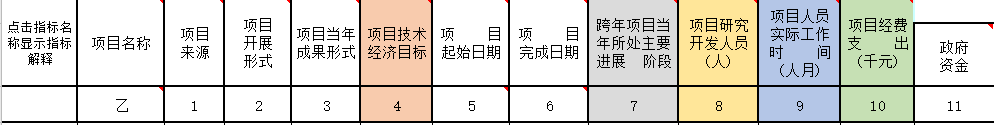 点击指标名
称显示指标
解释
项目名称
项目
来源
项目
开展
形式
项目当年
成果形式
项目技术
经济目标
项 目
起始日期
项 目
完成日期
跨年项目当
年所处主要
进展 阶段
项目研究
开发人员
(人)
项目人员
实际工作
时 间
(人月)
项目经费
支 出
(千元)
政府
资金
乙 1 2 3 4 5 6 7 8 9 10 11